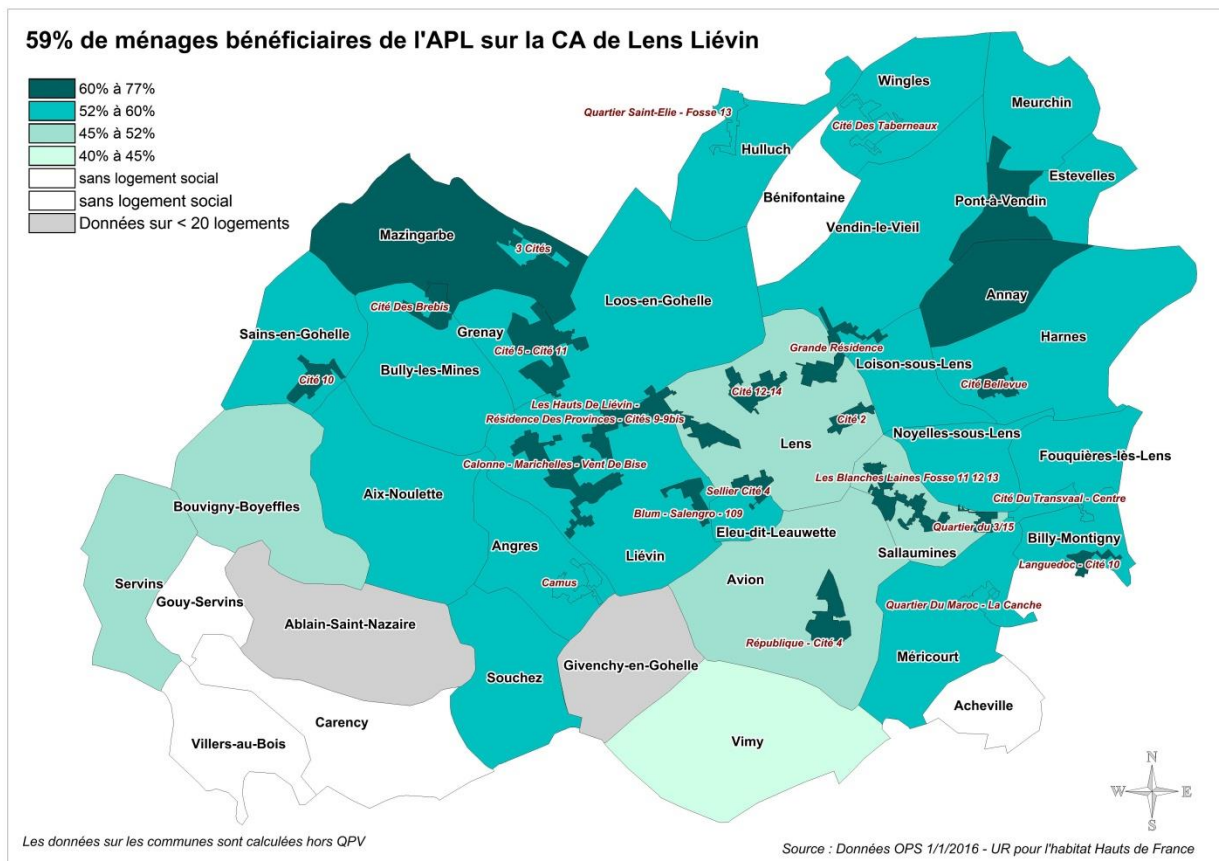 59% de ménages bénéficiaires de l'APL sur la CA de Lens Liévin
60% à 77%
52% à 60%
45% à 52%
40% à 45%
sans logement social
sans logement social
Données sur < 20 logements
Wingles
Meurchin
Quartier Saint-Elie - Fosse 13
Cité Des Taberneaux
Hulluch
Estevelles
Bénifontaine
Pont-à-Vendin
Vendin-le-Vieil
Mazingarbe
3 Cités
Annay
Loos-en-Gohelle
Cité Des Brebis
Sains-en-Gohelle
Grenay
Harnes
Grande Résidence
Cité 5 - Cité 11
Loison-sous-Lens
Bully-les-Mines
Cité 10
Cité Bellevue
Cité 12-14
Les Hauts De Liévin -
Résidence Des Provinces - Cités 9-9bis
Cité 2
Noyelles-sous-Lens
Lens
Fouquières-lès-Lens
Calonne - Marichelles - Vent De Bise
Les Blanches Laines Fosse 11 12 13
Sellier Cité 4
Aix-Noulette
Cité Du Transvaal - Centre
Bouvigny-Boyeffles
Blum - Salengro - 109
Quartier du 3/15
Eleu-dit-Leauwette
Billy-Montigny
Angres
Liévin
Sallaumines
Languedoc - Cité 10
Servins
Camus
Avion
Gouy-Servins
Quartier Du Maroc - La Canche
Ablain-Saint-Nazaire
République - Cité 4
Givenchy-en-Gohelle
Méricourt
Souchez
Acheville
Carency
Villers-au-Bois
Vimy
N
W E
S
Les données sur les communes sont calculées hors QPV
Source : Données OPS 1/1/2016 - UR pour l'habitat Hauts de France